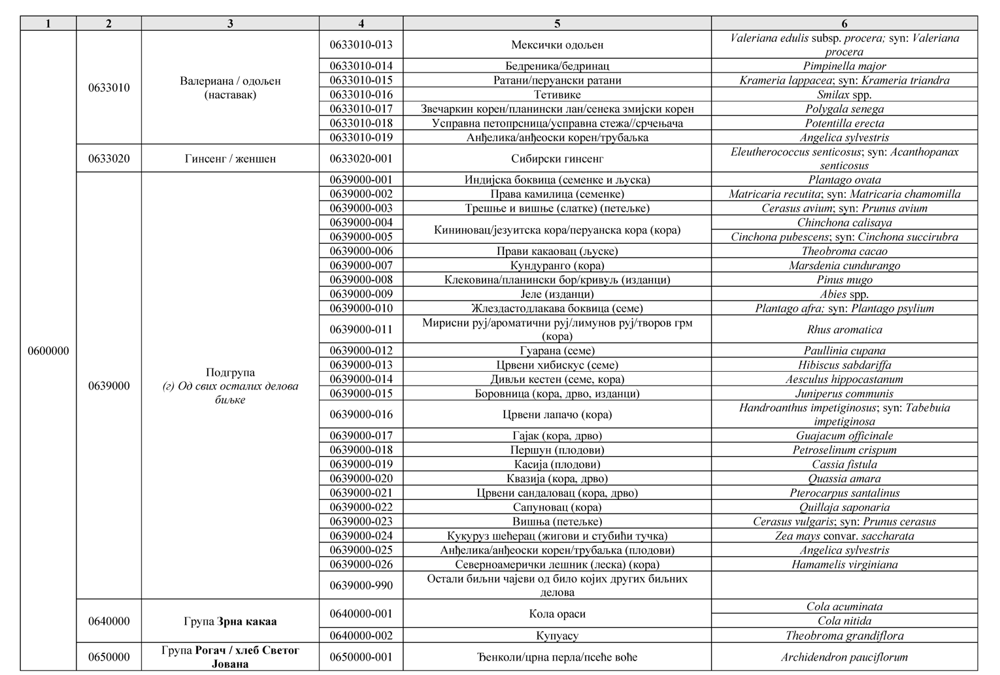 1 2 3 4 5 6
0600000
0633010 Валериана / одољен
(наставак)
0633010-013 Мексички одољен Valeriana edulis subsp. procera; syn: Valeriana
procera
0633010-014 Бедреника/бедринац Pimpinella major
0633010-015 Ратани/перуански ратани Krameria lappacea; syn: Krameria triandra
0633010-016 Тетивике Smilax spp.
0633010-017 Звечаркин корен/планински лан/сенека змијски корен Polygala senega
0633010-018 Усправна петопрсница/усправна стежа//срчењача Potentilla erecta
0633010-019 Анђелика/анђеоски корен/трубаљка Angelica sylvestris
0633020 Гинсенг / женшен 0633020-001 Сибирски гинсенг Eleutherococcus senticosus; syn: Acanthopanax
senticosus
0639000 Подгрупа
(г) Од свих осталих делова
биљке
0639000-001 Индијска боквица (семенке и љуска) Plantago ovata
0639000-002 Права камилица (семенке) Matricaria recutita; syn: Matricaria chamomilla
0639000-003 Трешње и вишње (слатке) (петељке) Cerasus avium; syn: Prunus avium
0639000-004 Кининовац/језуитска кора/перуанска кора (кора) Chinchona calisaya
0639000-005 Cinchona pubescens; syn: Cinchona succirubra
0639000-006 Прави какаовац (љуске) Theobroma cacao
0639000-007 Кундуранго (кора) Marsdenia cundurango
0639000-008 Клековина/планински бор/кривуљ (изданци) Pinus mugo
0639000-009 Јеле (изданци) Abies spp.
0639000-010 Жлездастодлакава боквица (семе) Plantago afra; syn: Plantago psylium
0639000-011 Мирисни руј/ароматични руј/лимунов руј/творов грм
(кора) Rhus aromatica
0639000-012 Гуарана (семе) Paullinia cupana
0639000-013 Црвени хибискус (семе) Hibiscus sabdariffa
0639000-014 Дивљи кестен (семе, кора) Aesculus hippocastanum
0639000-015 Боровница (кора, дрво, изданци) Juniperus communis
0639000-016 Црвени лапачо (кора) Handroanthus impetiginosus; syn: Tabebuia
impetiginosa
0639000-017 Гајак (кора, дрво) Guajacum officinale
0639000-018 Першун (плодови) Petroselinum crispum
0639000-019 Касија (плодови) Cassia fistula
0639000-020 Квазија (кора, дрво) Quassia amara
0639000-021 Црвени сандаловац (кора, дрво) Pterocarpus santalinus
0639000-022 Сапуновац (кора) Quillaja saponaria
0639000-023 Вишња (петељке) Cerasus vulgaris; syn: Prunus cerasus
0639000-024 Кукуруз шећерац (жигови и стубићи тучка) Zea mays convar. saccharata
0639000-025 Анђелика/анђеоски корен/трубаљка (плодови) Angelica sylvestris
0639000-026 Северноамерички лешник (леска) (кора) Hamamelis virginiana
0639000-990 Остали биљни чајеви од било којих других биљних
делова
0640000 Група Зрна какаа
0640000-001 Кола ораси Cola acuminata
Cola nitida
0640000-002 Купуасу Theobroma grandiflora
0650000 Група Рогач / хлеб Светог
Јована
0650000-001 Ђенколи/црна перла/псеће воће Archidendron pauciflorum